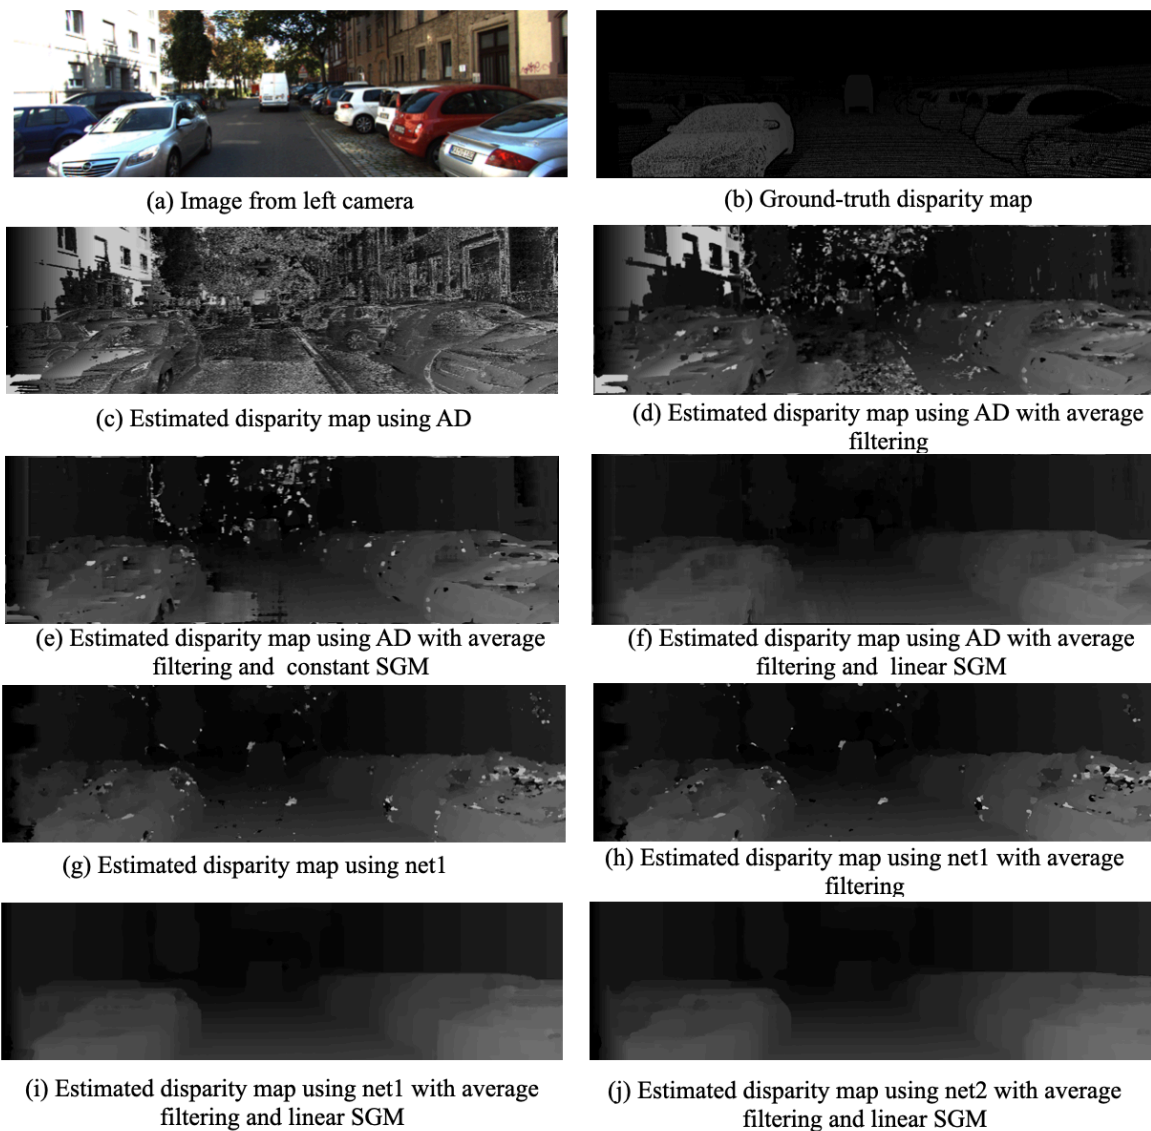 (a) Image from left camera
(b) Ground-truth disparity map
(c) Estimated disparity map using AD
(d) Estimated disparity map using AD with average
filtering
(e) Estimated disparity map using AD with average
filtering and constant SGM
(f) Estimated disparity map using AD with average
filtering and linear SGM
(g) Estimated disparity map using net1
(h) Estimated disparity map using net1 with average
filtering
(i) Estimated disparity map using net1 with average
filtering and linear SGM
(j) Estimated disparity map using net2 with average
filtering and linear SGM